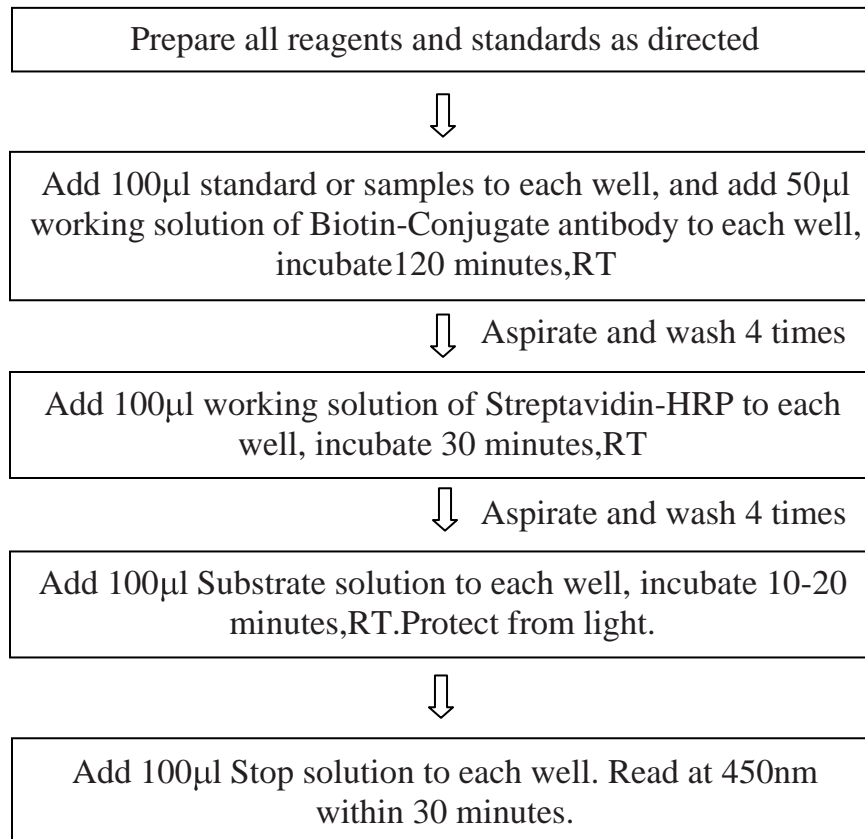 Prepare all reagents and standards as directed
Add 100μl standard or samples to each well, and add 50μl
working solution of Biotin-Conjugate antibody to each well,
incubate120 minutes,RT
Aspirate and wash 4 times
Add 100μl working solution of Streptavidin-HRP to each
well, incubate 30 minutes,RT
Aspirate and wash 4 times
Add 100μl Substrate solution to each well, incubate 10-20
minutes,RT.Protect from light.
Add 100μl Stop solution to each well. Read at 450nm
within 30 minutes.